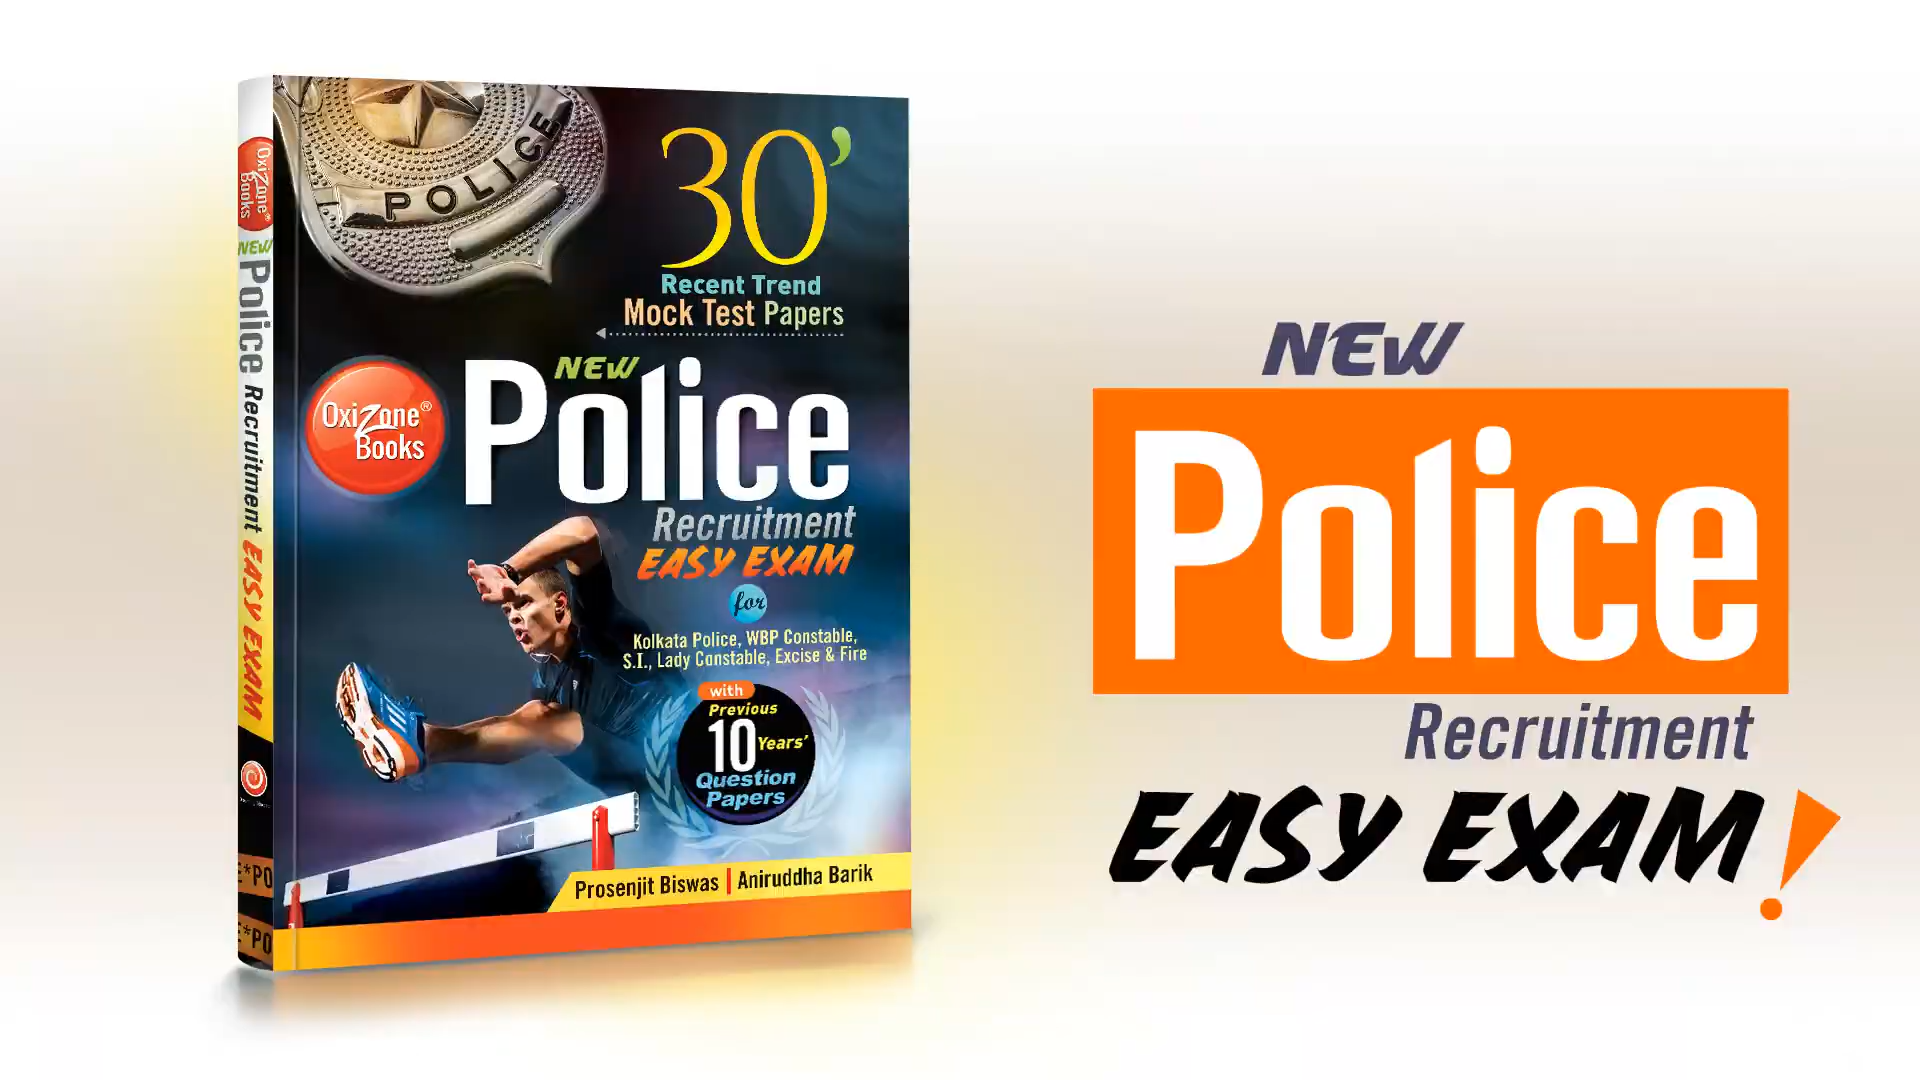 OxiZone®
Books
NEW
Police Recruitment EASY EXAM
E*PO
E*PO
POLICE
30'
Recent Trend
Mock Test Papers
OxiZone®
Books
NEW
Police
Recruitment
EASY EXAM
for
Kolkata Police, WBP Constable,
S.I., Lady Constable, Excise & Fire
with
Previous
10 Years'
Question
Papers
Prosenjit Biswas | Aniruddha Barik
NEW
Police
Recruitment
EASY EXAM!